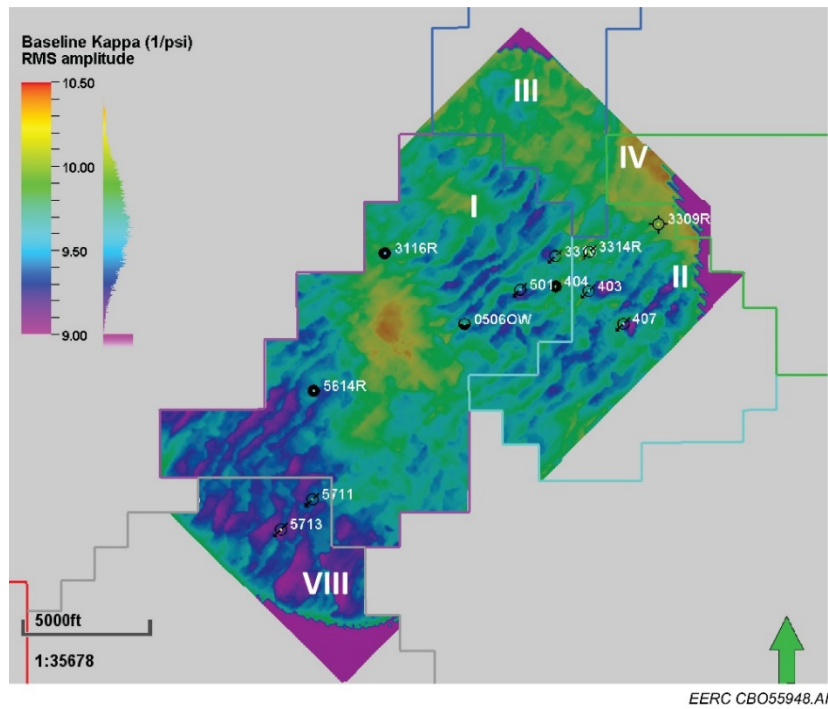 Baseline Kappa (1/psi)
RMS amplitude
10.50
10.00
9.50
9.00
III
IV
I
3309R
3116R
3314R
II
501
404
403
0506OW
407
5614R
5711
5713
VIII
5000ft
1:35678
EERC CBO55948.AI